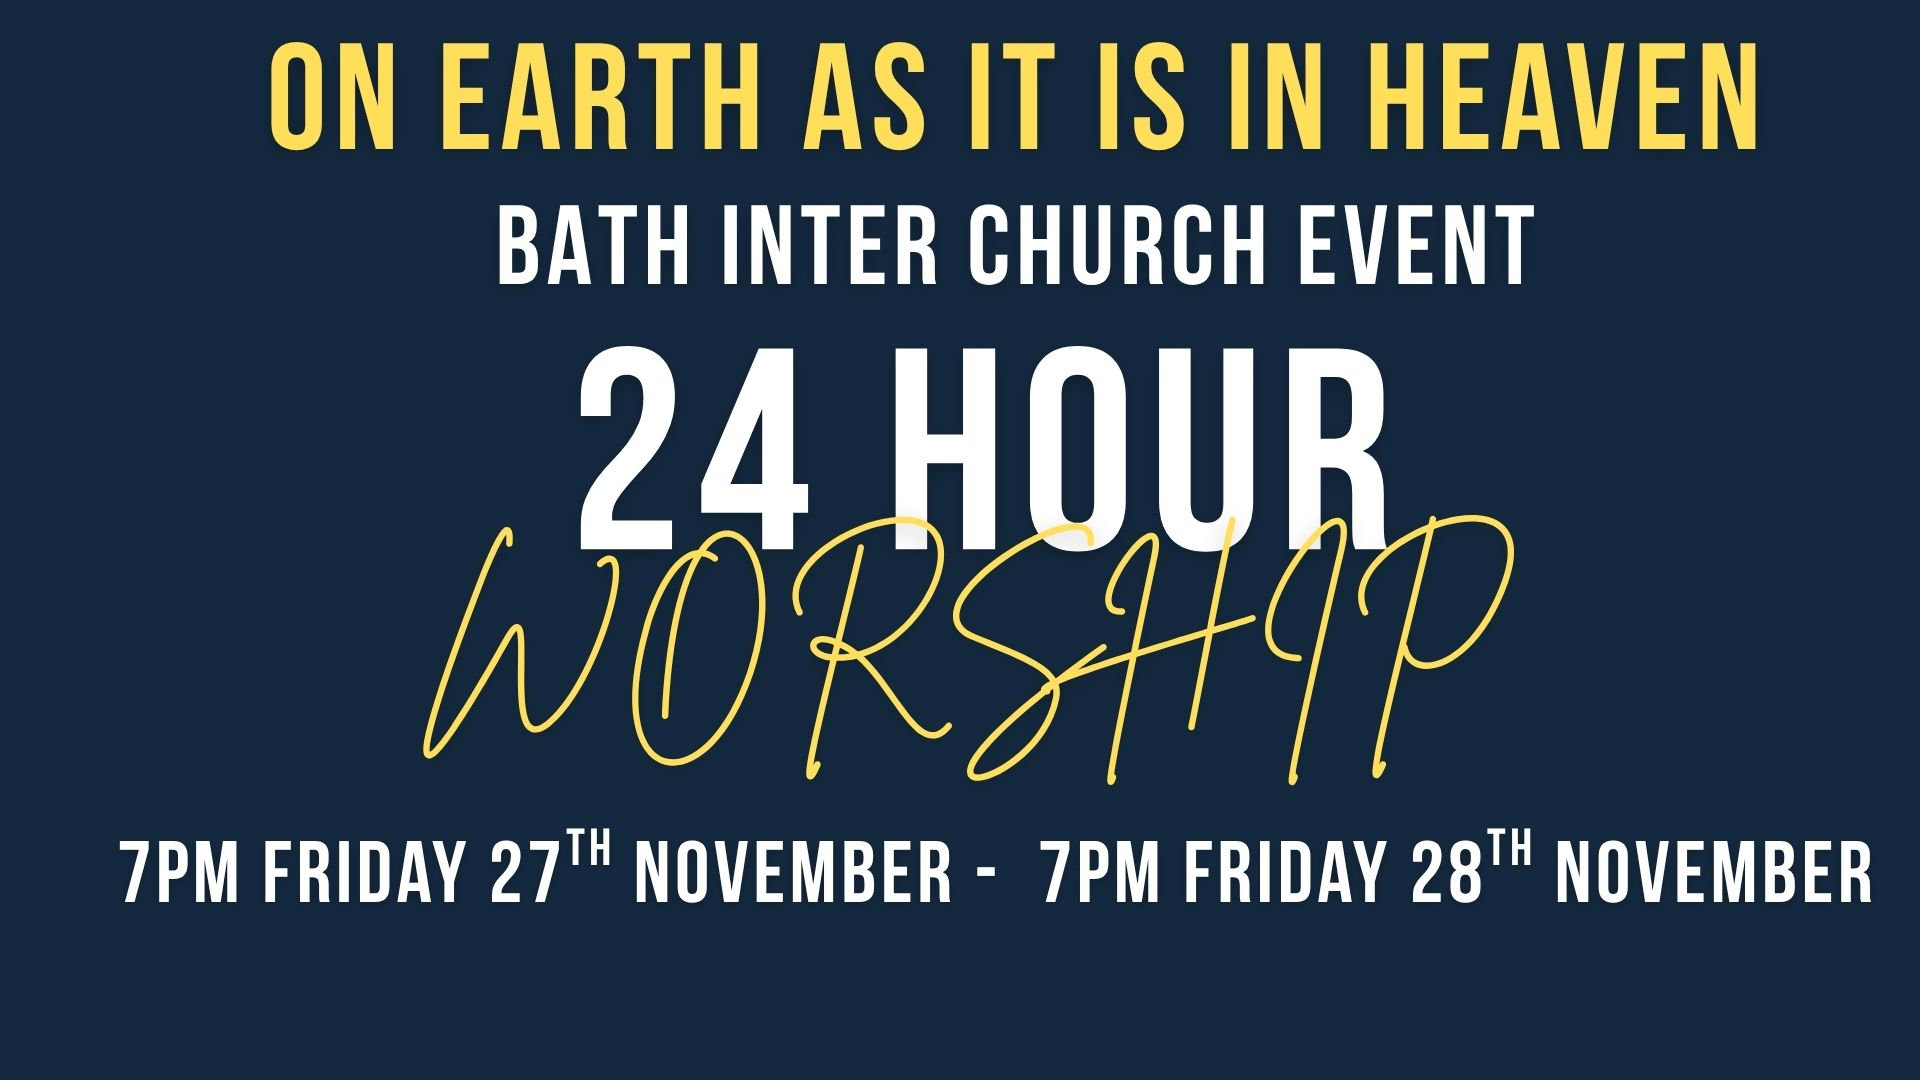 ON EARTH AS IT IS IN HEAVEN
BATH INTER CHURCH EVENT
24 HOUR
WORSHIP
7PM FRIDAY 27TH NOVEMBER - 7PM FRIDAY 28TH NOVEMBER